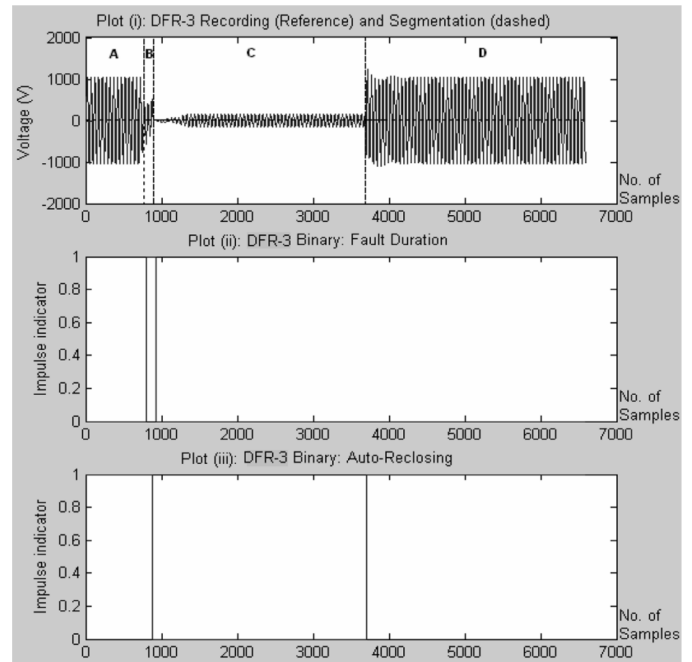 Plot (i): DFR-3 Recording (Reference) and Segmentation (dashed)
2000
1000
0
-1000
-2000
Voltage (V)
A B C D
0 1000 2000 3000 4000 5000 6000 7000
No. of
Samples
Plot (ii): DFR-3 Binary: Fault Duration
1
0.8
0.6
0.4
0.2
0
Impulse indicator
0 1000 2000 3000 4000 5000 6000 7000
No. of
Samples
Plot (iii): DFR-3 Binary: Auto-Reclosing
1
0.8
0.6
0.4
0.2
0
Impulse indicator
0 1000 2000 3000 4000 5000 6000 7000
No. of
Samples